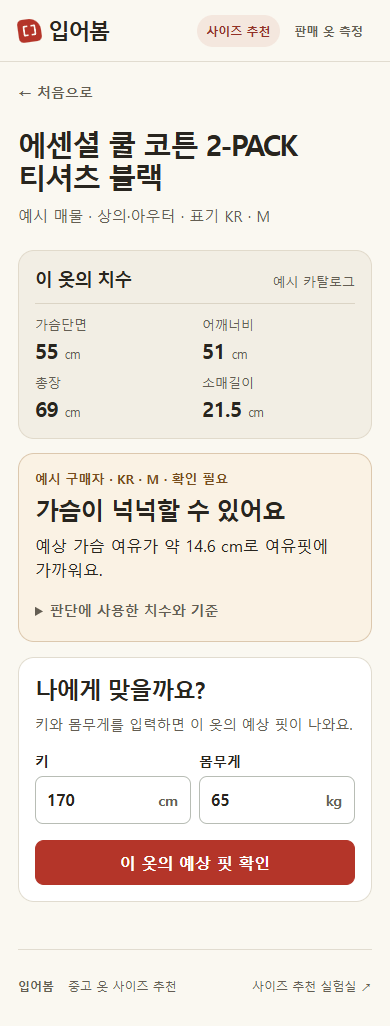 입어봄
사이즈 추천
판매 옷 측정
← 처음으로
에센셜 쿨 코튼 2-PACK
티셔츠 블랙
예시 매물 · 상의·아우터 · 표기 KR · M
이 옷의 치수
예시 카탈로그
가슴단면
어깨너비
55 cm
51 cm
총장
소매길이
69 cm
21.5 cm
예시 구매자 · KR · M · 확인 필요
가슴이 넉넉할 수 있어요
예상 가슴 여유가 약 14.6 cm로 여유핏에
가까워요.
▶ 판단에 사용한 치수와 기준
나에게 맞을까요?
키와 몸무게를 입력하면 이 옷의 예상 핏이 나와요.
키
몸무게
170 cm
65 kg
이 옷의 예상 핏 확인
입어봄 중고 옷 사이즈 추천
사이즈 추천 실험실 ↗